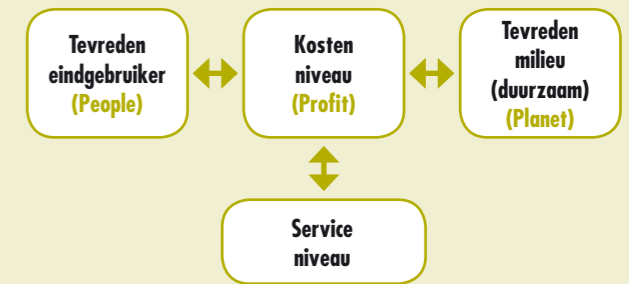 Tevreden
eindgebruiker
(People)
Kosten
niveau
(Profit)
Tevreden
milieu
(duurzaam)
(Planet)
Service
niveau